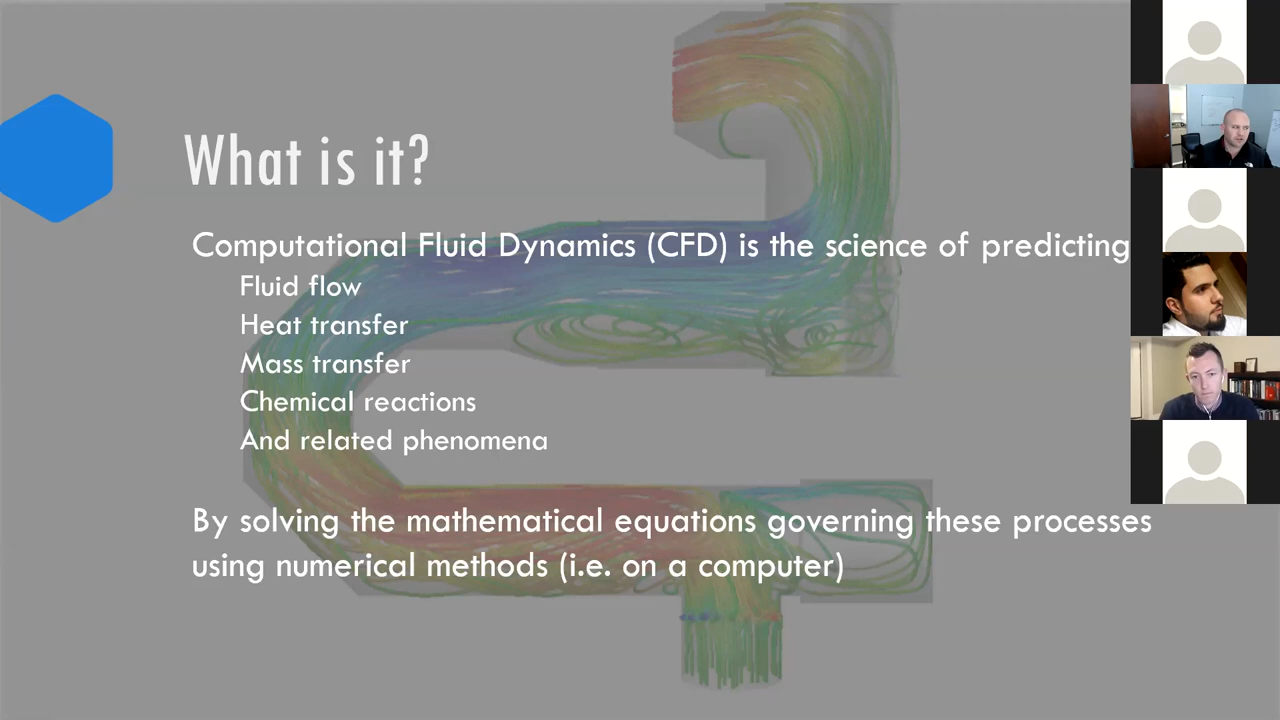 What is it?
Computational Fluid Dynamics (CFD) is the science of predicting
Fluid flow
Heat transfer
Mass transfer
Chemical reactions
And related phenomena
By solving the mathematical equations governing these processes
using numerical methods (i.e. on a computer)